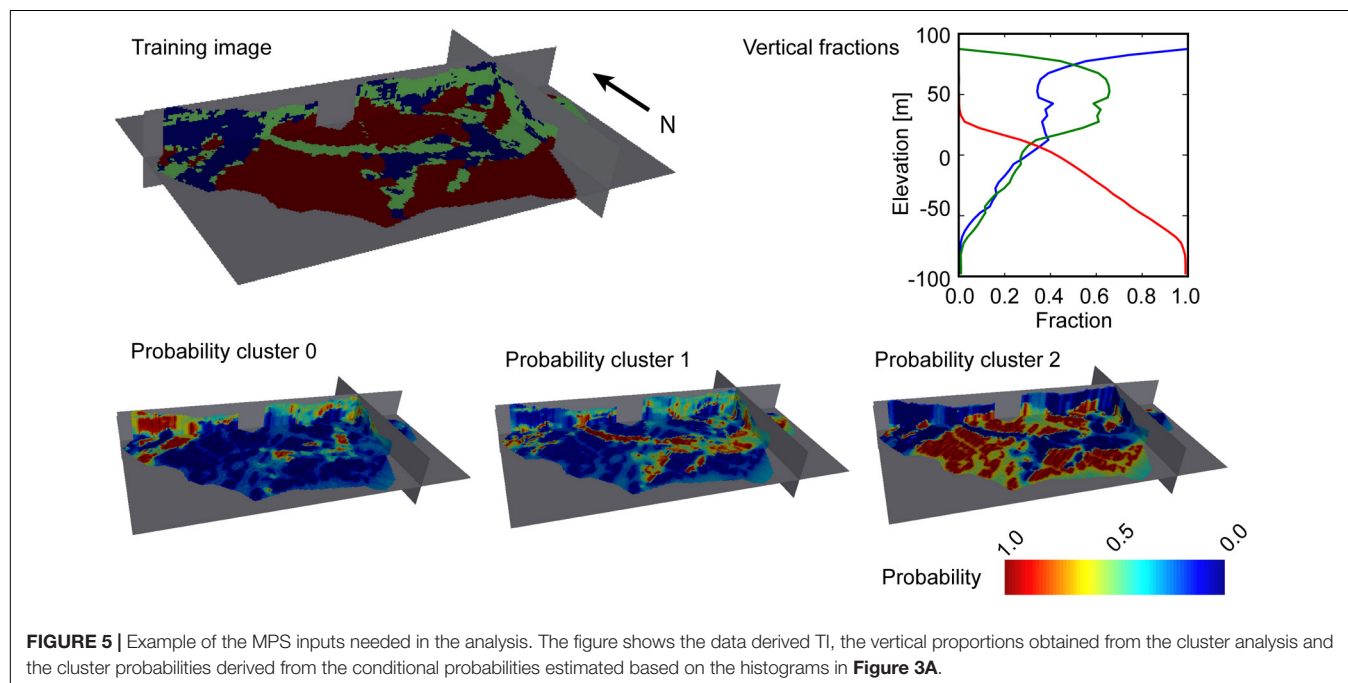 Training image
N
Vertical fractions
100
50
0
-50
-100
Elevation [m]
0.0 0.2 0.4 0.6 0.8 1.0
Fraction
Probability cluster 0
Probability cluster 1
Probability cluster 2
Probability
1.0 0.5 0.0
FIGURE 5 | Example of the MPS inputs needed in the analysis. The figure shows the data derived TI, the vertical proportions obtained from the cluster analysis and
the cluster probabilities derived from the conditional probabilities estimated based on the histograms in Figure 3A.